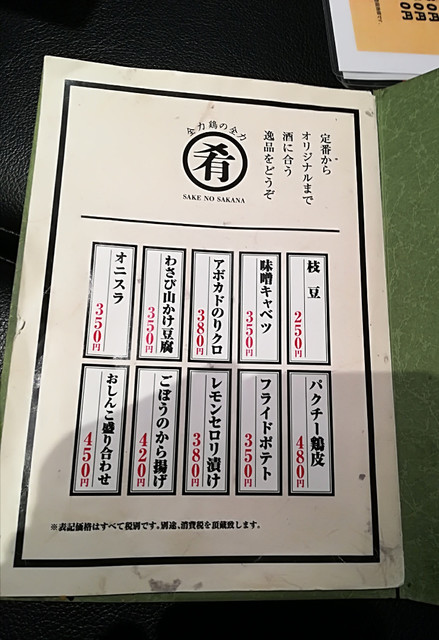 円
0円
0円
全力鶏の全力
肴
SAKE NO SAKANA
定番から
オリジナルまで
酒に合う
逸品をどうぞ
枝豆
250円
味噌キャベツ
350円
アボカドのりクロ
380円
わさび山かけ豆腐
350円
オニスラ
350円
パクチー鶏皮
480円
フライドポテト
350円
レモンセロリ漬け
380円
ごぼうのから揚げ
420円
おしんこ盛り合わせ
450円
※表記価格はすべて税別です。別途、消費税を頂戴致します。